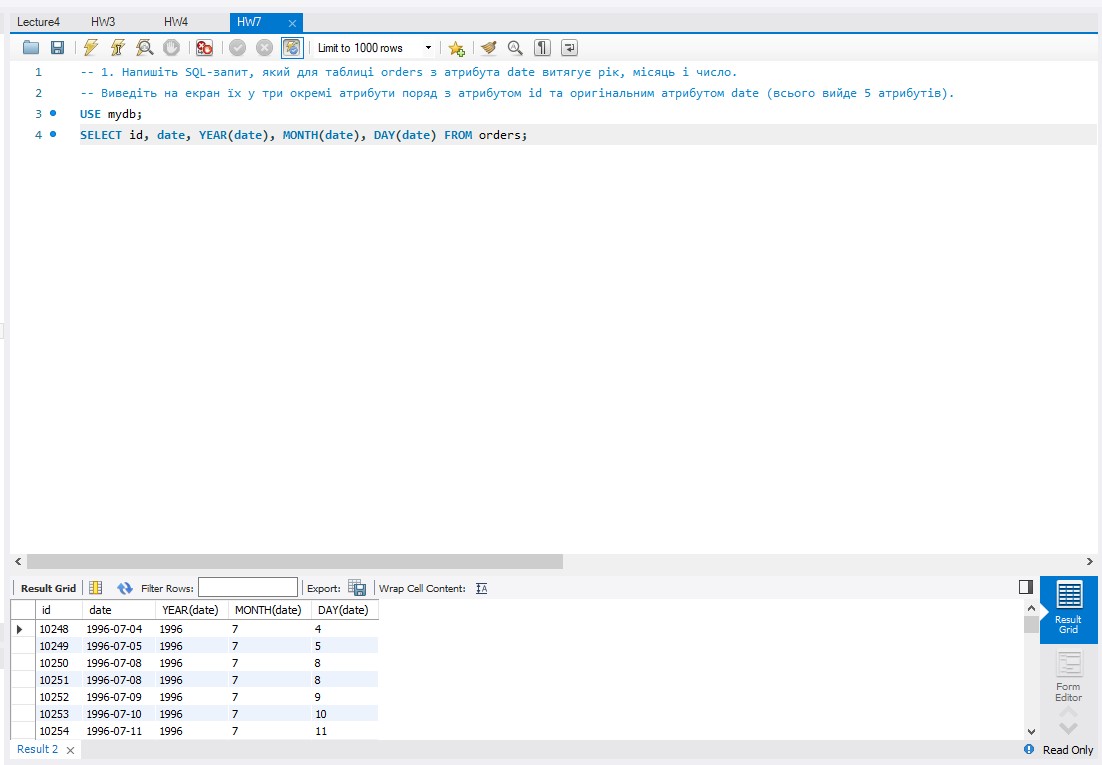 Lecture4 HW3 HW4 HW7
Limit to 1000 rows
1 -- 1. Напишіть SQL-запит, який для таблиці orders з атрибута date витягує рік, місяць і число.
2 -- Виведіть на екран їх у три окремі атрибути поряд з атрибутом id та оригінальним атрибутом date (всього вийде 5 атрибутів).
3 USE mydb;
4 SELECT id, date, YEAR(date), MONTH(date), DAY(date) FROM orders;
Result Grid Filter Rows: Export: Wrap Cell Content:
id date YEAR(date) MONTH(date) DAY(date)
10248 1996-07-04 1996 7 4
10249 1996-07-05 1996 7 5
10250 1996-07-08 1996 7 8
10251 1996-07-08 1996 7 8
10252 1996-07-09 1996 7 9
10253 1996-07-10 1996 7 10
10254 1996-07-11 1996 7 11
Result
Grid
Form
Editor
Result 2 Read Only